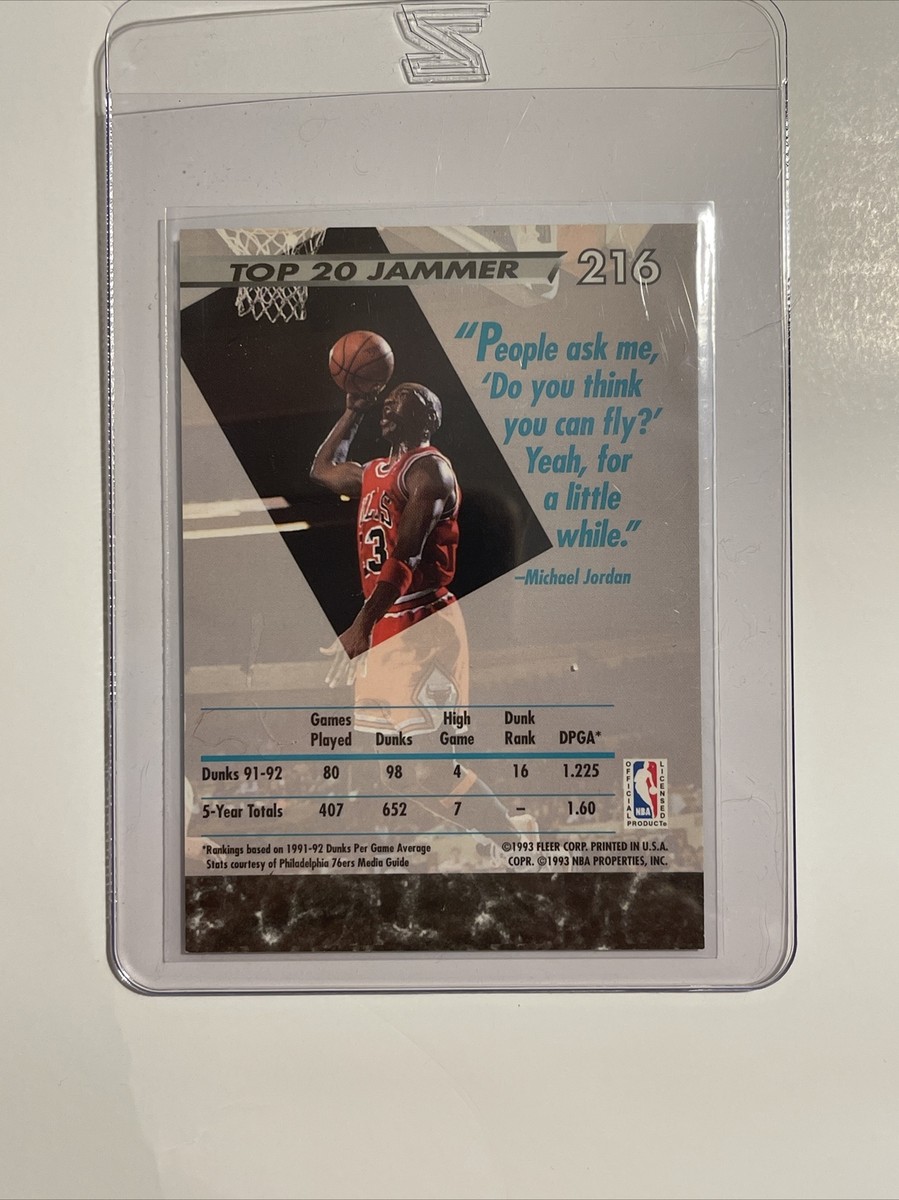 TOP 20 JAMMER 216
“People ask me,
‘Do you think
you can fly?’
Yeah, for
a little
while.”
–Michael Jordan
Games Played Dunks High Game Dunk Rank DPGA*
Dunks 91-92 80 98 4 16 1.225
5-Year Totals 407 652 7 – 1.60
*Rankings based on 1991-92 Dunks Per Game Average
Stats courtesy of Philadelphia 76ers Media Guide
©1993 FLEER CORP. PRINTED IN U.S.A.
COPR. ©1993 NBA PROPERTIES, INC.
OFFICIAL
LICENSED
NBA
PRODUCT®
LLS
3